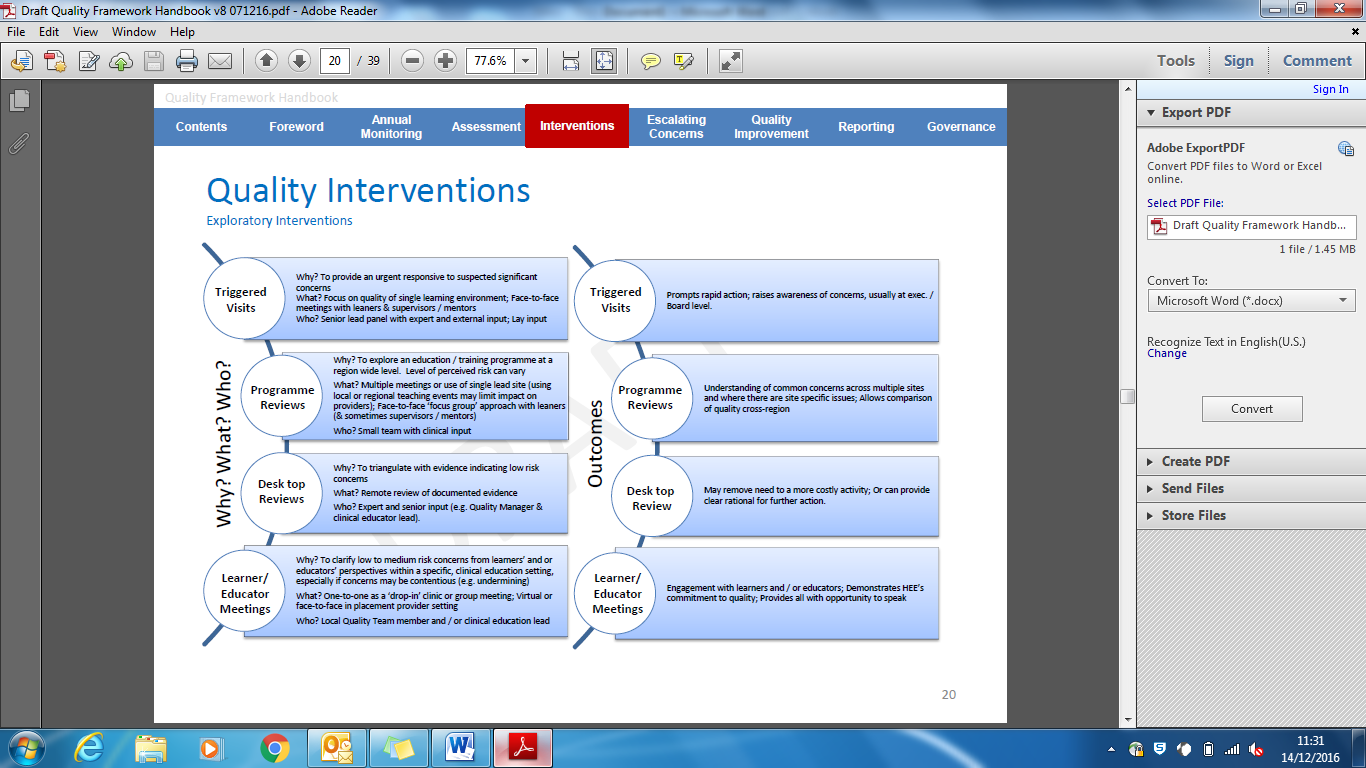 Draft Quality Framework Handbook v8 071216.pdf - Adobe Reader
File Edit View Window Help
20 / 39
77.6%
Tools Sign Comment
Quality Framework Handbook
Contents Foreword Annual Monitoring Assessment Interventions Escalating Concerns Quality Improvement Reporting Governance
Quality Interventions
Exploratory Interventions
Why? What? Who?
Triggered
Visits
Why? To provide an urgent responsive to suspected significant
concerns
What? Focus on quality of single learning environment; Face-to-face
meetings with leaners & supervisors / mentors
Who? Senior lead panel with expert and external input; Lay input
Programme
Reviews
Why? To explore an education / training programme at a
region wide level. Level of perceived risk can vary
What? Multiple meetings or use of single lead site (using
local or regional teaching events may limit impact on
providers); Face-to-face 'focus group' approach with leaners
(& sometimes supervisors / mentors)
Who? Small team with clinical input
Desk top
Reviews
Why? To triangulate with evidence indicating low risk
concerns
What? Remote review of documented evidence
Who? Expert and senior input (e.g. Quality Manager &
clinical educator lead).
Learner/
Educator
Meetings
Why? To clarify low to medium risk concerns from learners' and or
educators' perspectives within a specific, clinical education setting,
especially if concerns may be contentious (e.g. undermining)
What? One-to-one as a 'drop-in' clinic or group meeting; Virtual or
face-to-face in placement provider setting
Who? Local Quality Team member and / or clinical education lead
Outcomes
Triggered
Visits
Prompts rapid action; raises awareness of concerns, usually at exec. /
Board level.
Programme
Reviews
Understanding of common concerns across multiple sites
and where there are site specific issues; Allows comparison
of quality cross-region
Desk top
Review
May remove need to a more costly activity; Or can provide
clear rational for further action.
Learner/
Educator
Meetings
Engagement with learners and / or educators; Demonstrates HEE's
commitment to quality; Provides all with opportunity to speak
20
Sign In
Export PDF
Adobe ExportPDF
Convert PDF files to Word or Excel
online.
Select PDF File:
Draft Quality Framework Handb...
1 file / 1.45 MB
Convert To:
Microsoft Word (*.docx)
Recognize Text in English(U.S.)
Change
Convert
Create PDF
Send Files
Store Files
11:31
14/12/2016